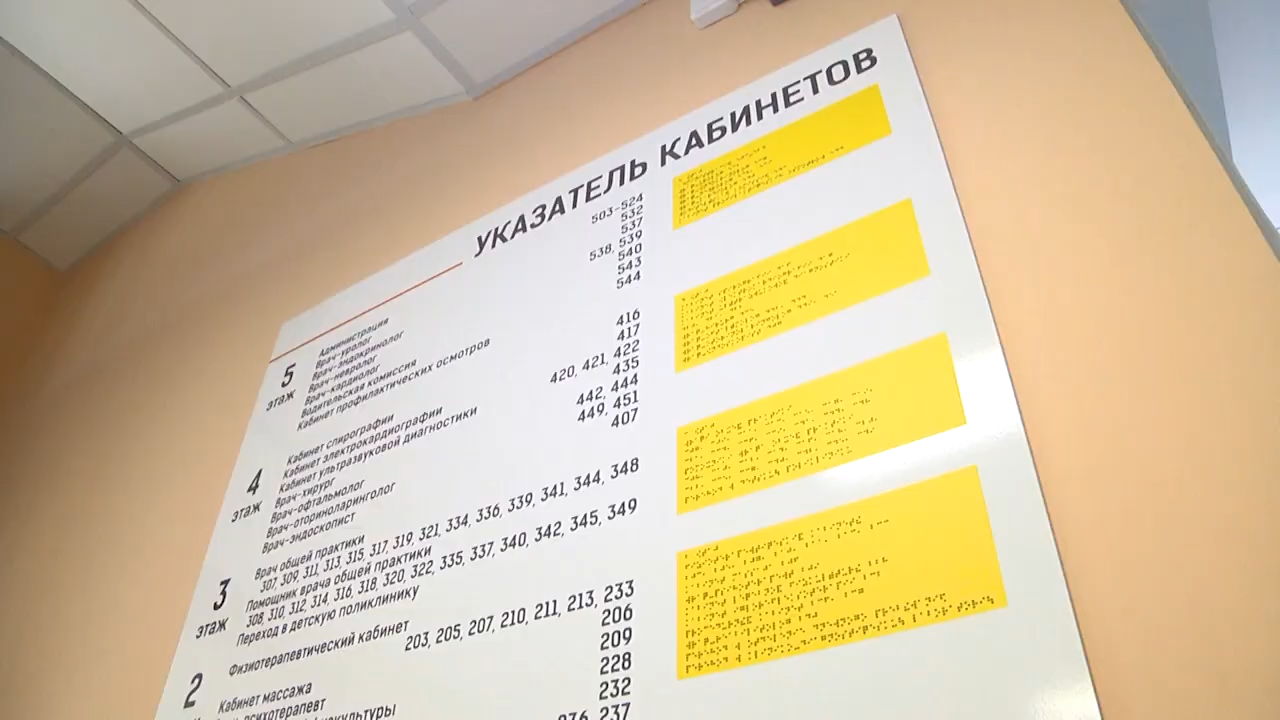 УКАЗАТЕЛЬ КАБИНЕТОВ
5 этаж
Администрация 503-524
Врач-уролог 532
Врач-эндокринолог 537
Врач-невролог 538, 539
Врач-кардиолог 540
Водительская комиссия 543
Кабинет профилактических осмотров 544
4 этаж
Кабинет спирографии 416
Кабинет электрокардиографии 417
Кабинет ультразвуковой диагностики 420, 421, 422
Врач-хирург 435
Врач-офтальмолог 442, 444
Врач-оториноларинголог 449, 451
Врач-эндоскопист 407
3 этаж
Врач общей практики
307, 309, 311, 313, 315, 317, 319, 321, 334, 336, 339, 341, 344, 348
Помощник врача общей практики
308, 310, 312, 314, 316, 318, 320, 322, 335, 337, 340, 342, 345, 349
Переход в детскую поликлинику
2
Физиотерапевтический кабинет 203, 205, 207, 210, 211, 213, 233
206
Кабинет массажа 209
психотерапевт 228
232
237